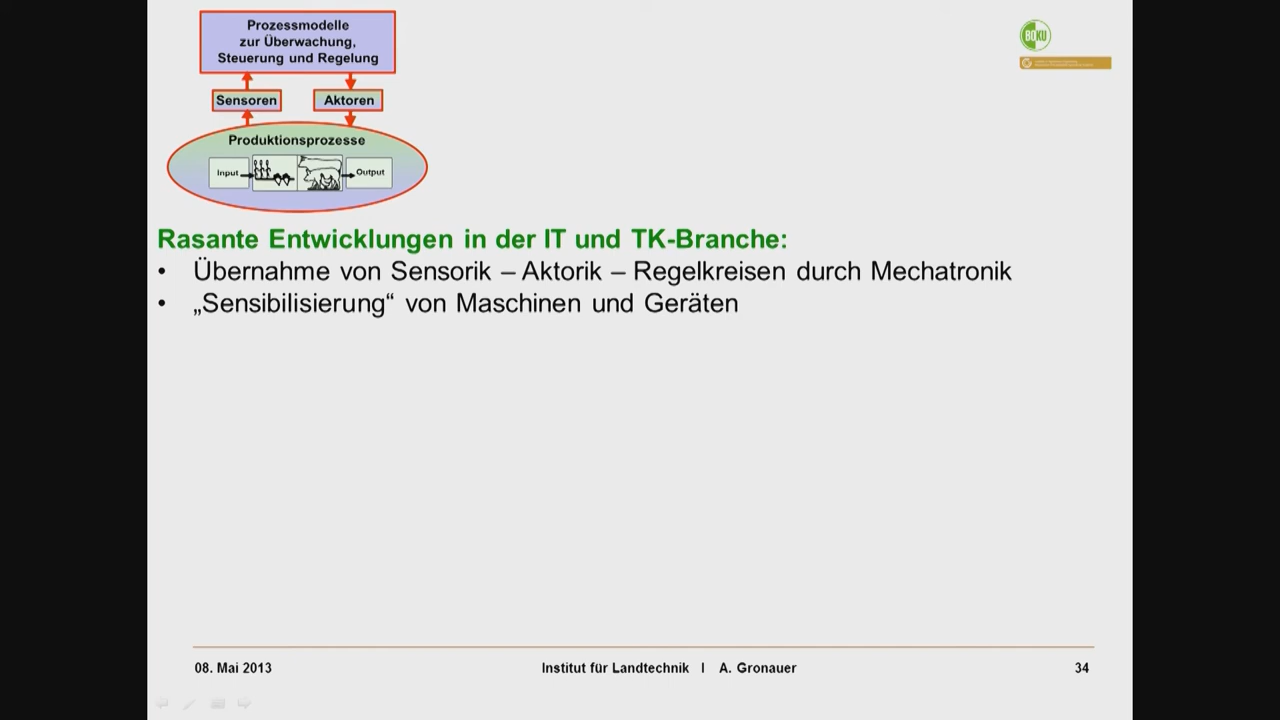 Prozessmodelle
zur Überwachung,
Steuerung und Regelung
Sensoren
Aktoren
Produktionsprozesse
Input
Output
BOKU
Rasante Entwicklungen in der IT und TK-Branche:
• Übernahme von Sensorik – Aktorik – Regelkreisen durch Mechatronik
• „Sensibilisierung“ von Maschinen und Geräten
08. Mai 2013
Institut für Landtechnik I A. Gronauer
34